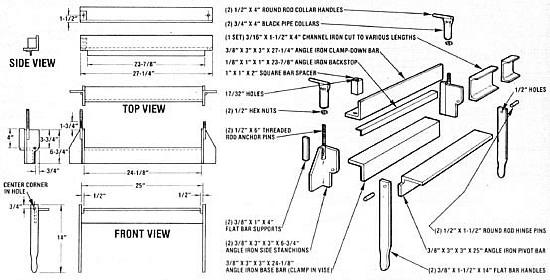 1-1/2"
SIDE VIEW
23-7/8"
27-1/4"
TOP VIEW
1-3/4"
4"
3"
6-3/4"
1-3/4"
24-1/8"
CENTER CORNER
IN HOLE
3/4"
25"
1/2"
1/2"
14"
FRONT VIEW
(2) 1/2" X 4" ROUND ROD COLLAR HANDLES
(2) 3/4" X 4" BLACK PIPE COLLARS
(1 SET) 3/16" X 1-1/2" X 4" CHANNEL IRON CUT TO VARIOUS LENGTHS
3/8" X 3" X 3" X 27-1/4" ANGLE IRON CLAMP-DOWN BAR
1/8" X 1" X 1" X 23-7/8" ANGLE IRON BACKSTOP
1" X 1" X 2" SQUARE BAR SPACER
17/32" HOLES
(2) 1/2" HEX NUTS
(2) 1/2" X 6" THREADED
ROD ANCHOR PINS
1/2" HOLES
(2) 3/8" X 1" X 4"
FLAT BAR SUPPORTS
(2) 3/8" X 3" X 3" X 6-3/4"
ANGLE IRON SIDE STANCHIONS
3/8" X 3" X 3" X 24-1/8"
ANGLE IRON BASE BAR (CLAMP IN VISE)
(2) 1/2" X 1-1/2" ROUND ROD HINGE PINS
3/8" X 3" X 3" X 25" ANGLE IRON PIVOT BAR
(2) 3/8" X 1-1/2" X 14" FLAT BAR HANDLES